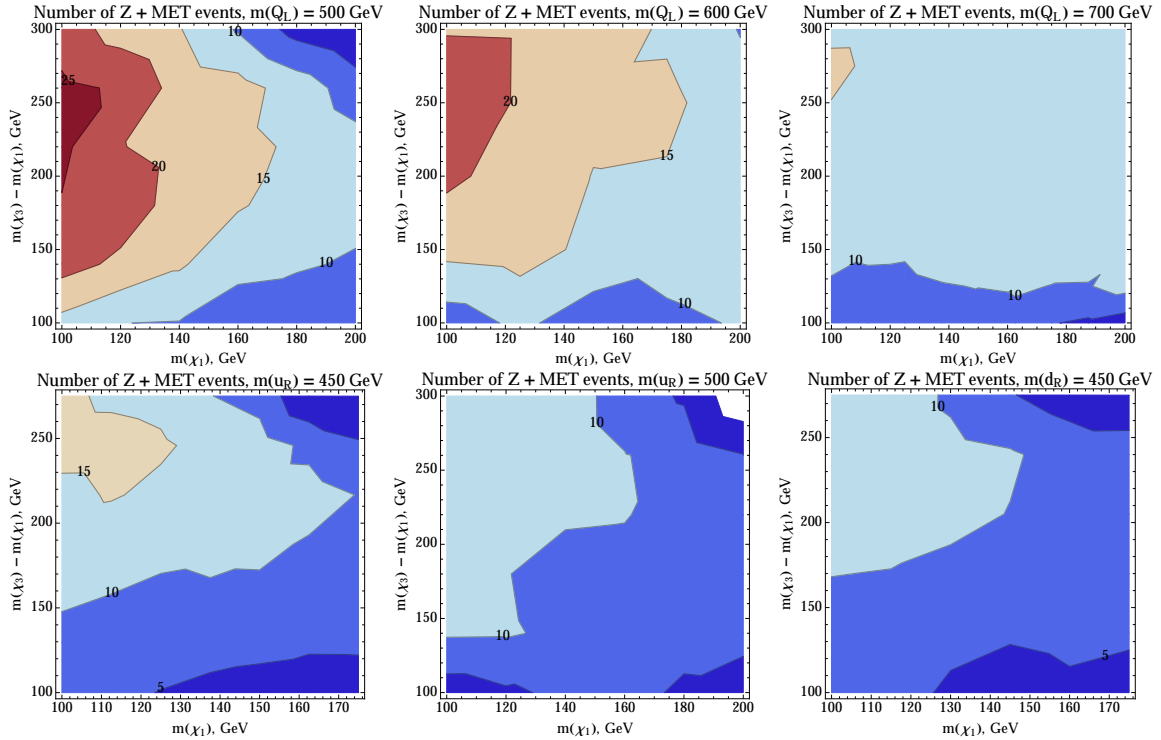 Number of Z + MET events, m(Q_L) = 500 GeV
300
250
200
150
100
m(χ₃) − m(χ₁), GeV
10
25
20
15
10
100 120 140 160 180 200
m(χ₁), GeV
Number of Z + MET events, m(Q_L) = 600 GeV
300
250
200
150
100
m(χ₃) − m(χ₁), GeV
20
15
10
100 120 140 160 180 200
m(χ₁), GeV
Number of Z + MET events, m(Q_L) = 700 GeV
300
250
200
150
100
m(χ₃) − m(χ₁), GeV
10
10
100 120 140 160 180 200
m(χ₁), GeV
Number of Z + MET events, m(u_R) = 450 GeV
250
200
150
100
m(χ₃) − m(χ₁), GeV
15
10
5
100 110 120 130 140 150 160 170
m(χ₁), GeV
Number of Z + MET events, m(u_R) = 500 GeV
300
250
200
150
100
m(χ₃) − m(χ₁), GeV
10
10
100 120 140 160 180 200
m(χ₁), GeV
Number of Z + MET events, m(d_R) = 450 GeV
250
200
150
100
m(χ₃) − m(χ₁), GeV
10
5
100 110 120 130 140 150 160 170
m(χ₁), GeV